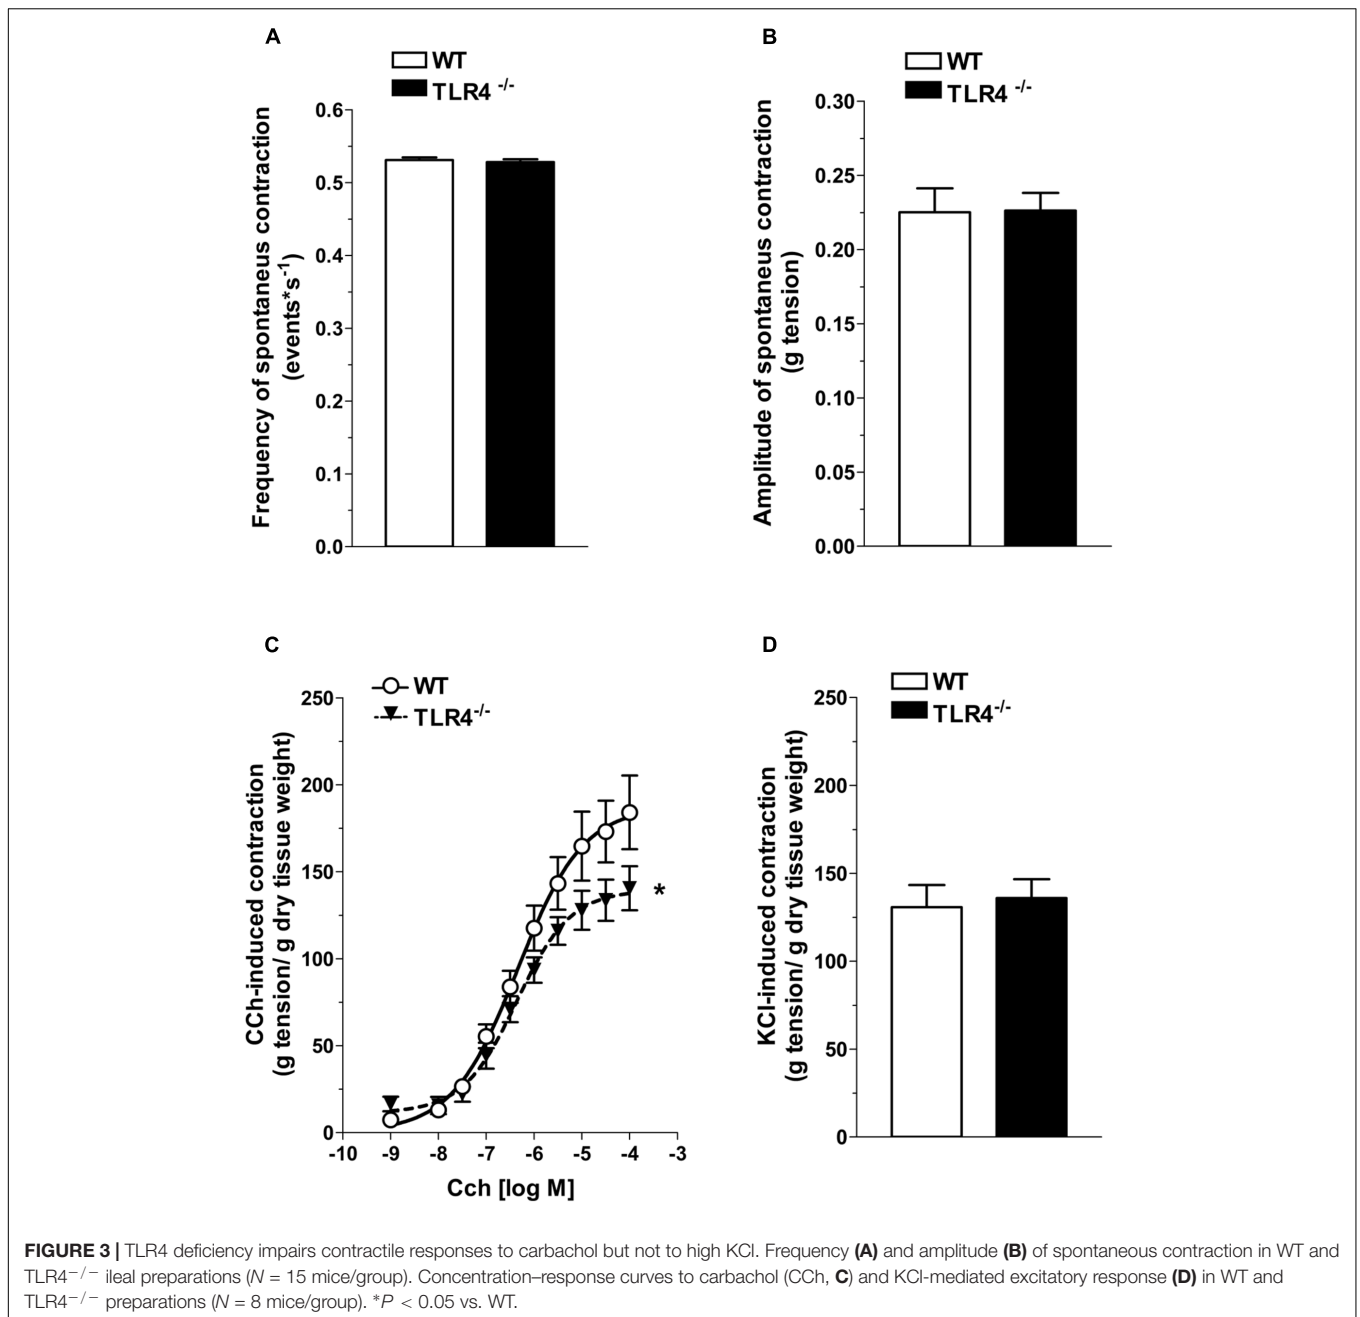 A
WT
TLR4 -/-
Frequency of spontaneus contraction
(events*s-1)
0.6
0.5
0.4
0.3
0.2
0.1
0.0
B
WT
TLR4 -/-
Amplitude of spontaneus contraction
(g tension)
0.30
0.25
0.20
0.15
0.10
0.05
0.00
C
WT
TLR4-/-
CCh-induced contraction
(g tension/ g dry tissue weight)
250
200
150
100
50
0
*
-10 -9 -8 -7 -6 -5 -4 -3
Cch [log M]
D
WT
TLR4-/-
KCl-induced contraction
(g tension/ g dry tissue weight)
250
200
150
100
50
0
FIGURE 3 | TLR4 deficiency impairs contractile responses to carbachol but not to high KCl. Frequency (A) and amplitude (B) of spontaneous contraction in WT and
TLR4−/− ileal preparations (N = 15 mice/group). Concentration–response curves to carbachol (CCh, C) and KCl-mediated excitatory response (D) in WT and
TLR4−/− preparations (N = 8 mice/group). *P < 0.05 vs. WT.